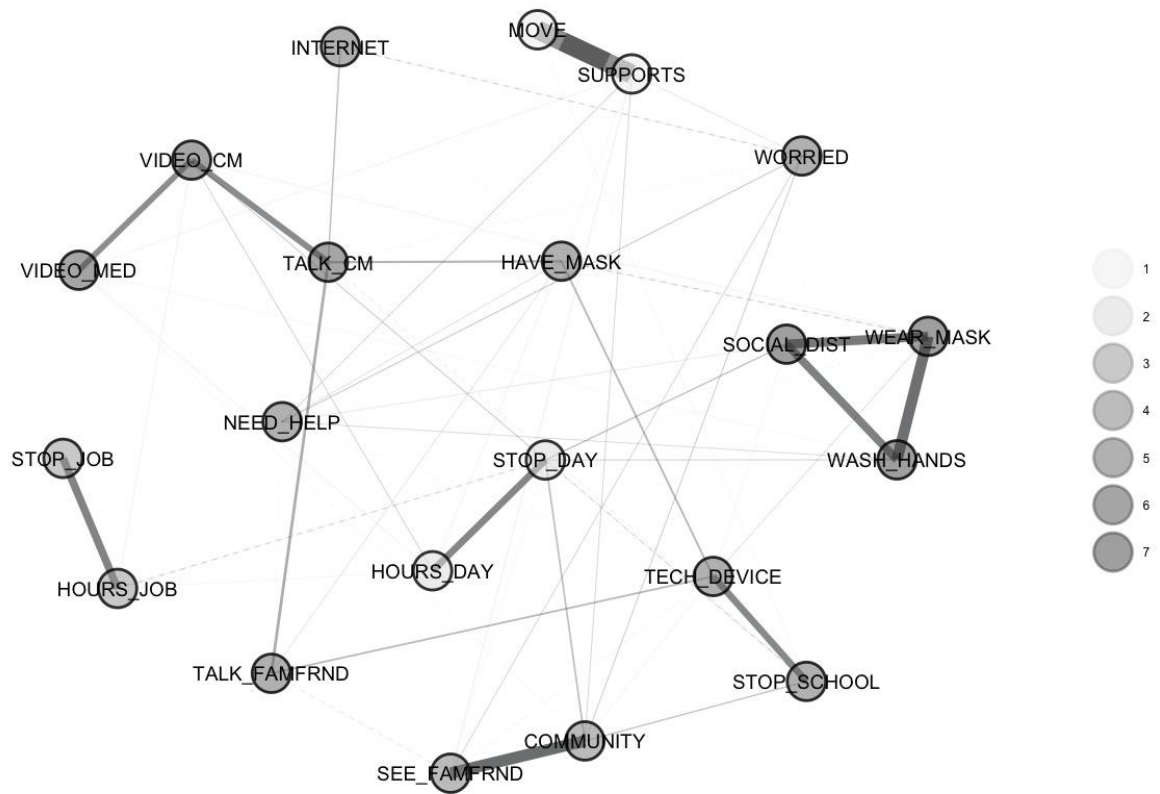 MOVE
INTERNET
SUPPORTS
WORRIED
VIDEO_CM
VIDEO_MED
TALK_CM
HAVE_MASK
SOCIAL_DIST
WEAR_MASK
NEED_HELP
STOP_JOB
STOP_DAY
WASH_HANDS
HOURS_JOB
HOURS_DAY
TECH_DEVICE
TALK_FAMFRND
STOP_SCHOOL
COMMUNITY
SEE_FAMFRND
1
2
3
4
5
6
7